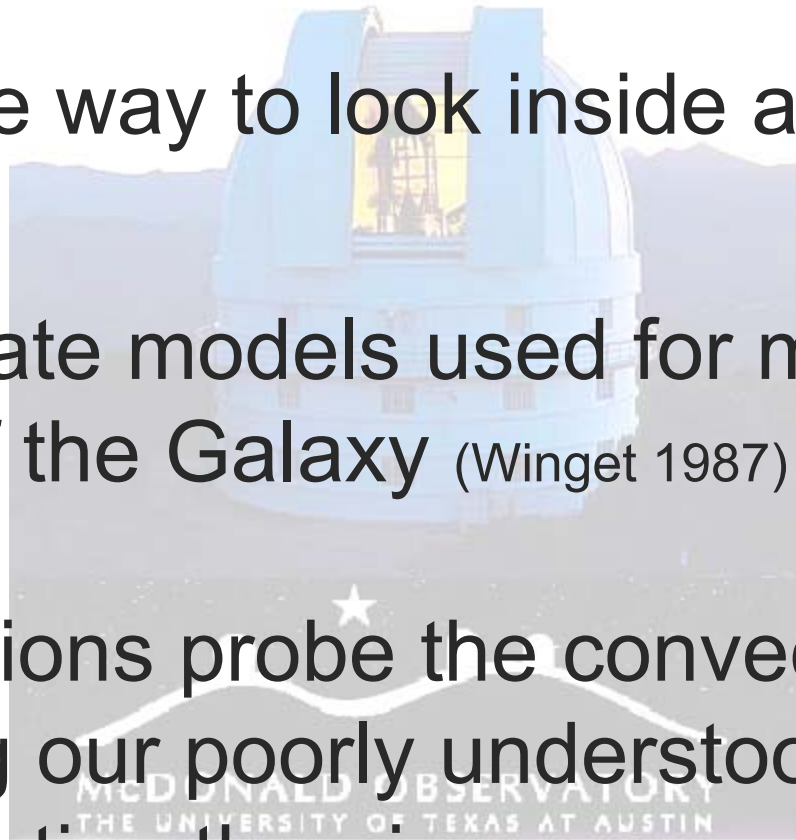 e way to look inside a
ate models used for m
the Galaxy (Winget 1987)
ions probe the convec
g our poorly understoo
McDONALD OBSERVATORY
THE UNIVERSITY OF TEXAS AT AUSTIN